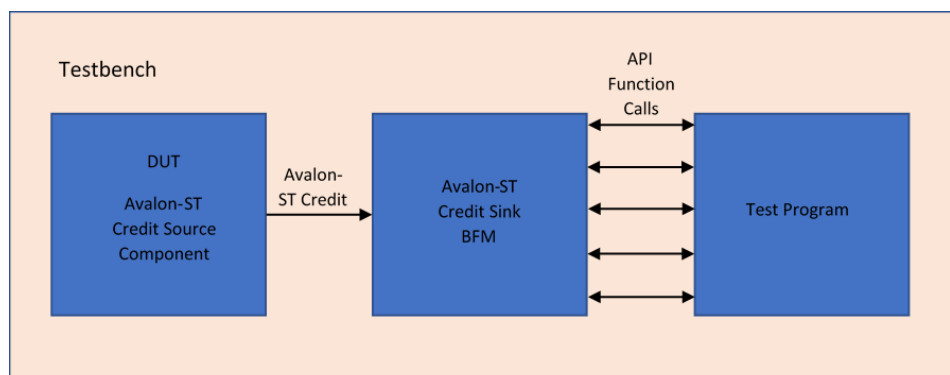 Testbench
API
Function
Calls
DUT
Avalon-ST
Credit Source
Component
Avalon-
ST Credit
Avalon-ST
Credit Sink
BFM
Test Program